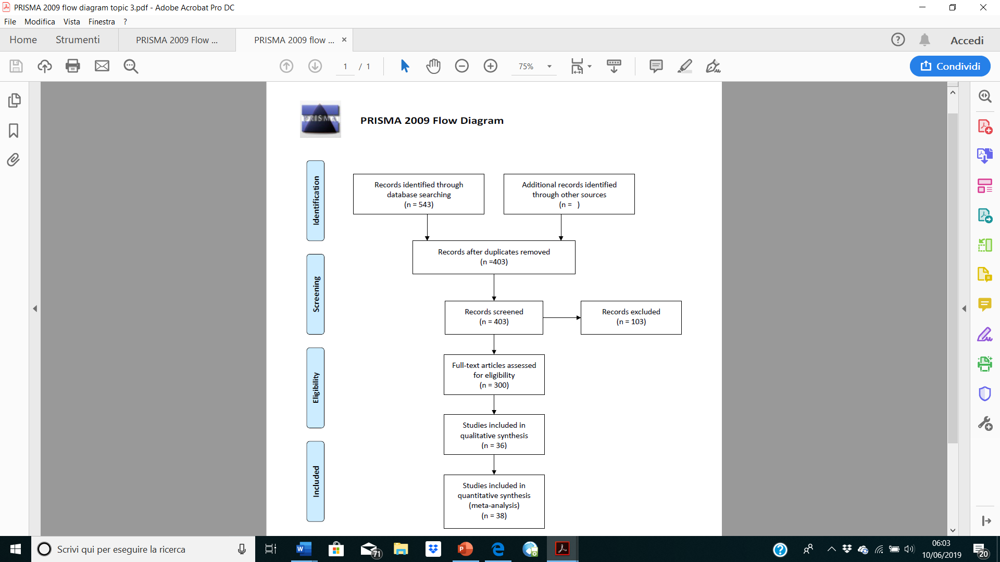 PRISMA 2009 flow diagram topic 3.pdf - Adobe Acrobat Pro DC
File Modifica Vista Finestra ?
Home Strumenti PRISMA 2009 Flow ... PRISMA 2009 flow ... Accedi
1 / 1 75% Condividi
PRISMA
PRISMA 2009 Flow Diagram
Identification
Records identified through
database searching
(n = 543)
Additional records identified
through other sources
(n = )
Records after duplicates removed
(n =403)
Screening
Records screened
(n = 403)
Records excluded
(n = 103)
Eligibility
Full-text articles assessed
for eligibility
(n = 300)
Studies included in
qualitative synthesis
(n = 36)
Included
Studies included in
quantitative synthesis
(meta-analysis)
(n = 38)
Scrivi qui per eseguire la ricerca
71
06:03
10/06/2019
20